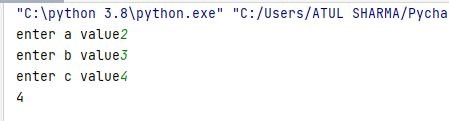 "C:\python 3.8\python.exe" "C:/Users/ATUL SHARMA/Pycha
enter a value2
enter b value3
enter c value4
4